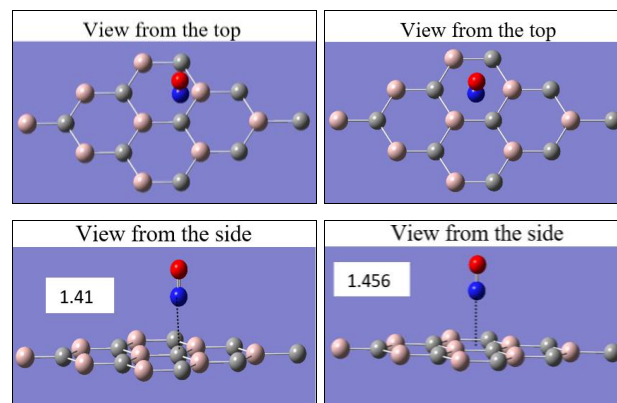 View from the top
View from the top
View from the side
1.41
View from the side
1.456